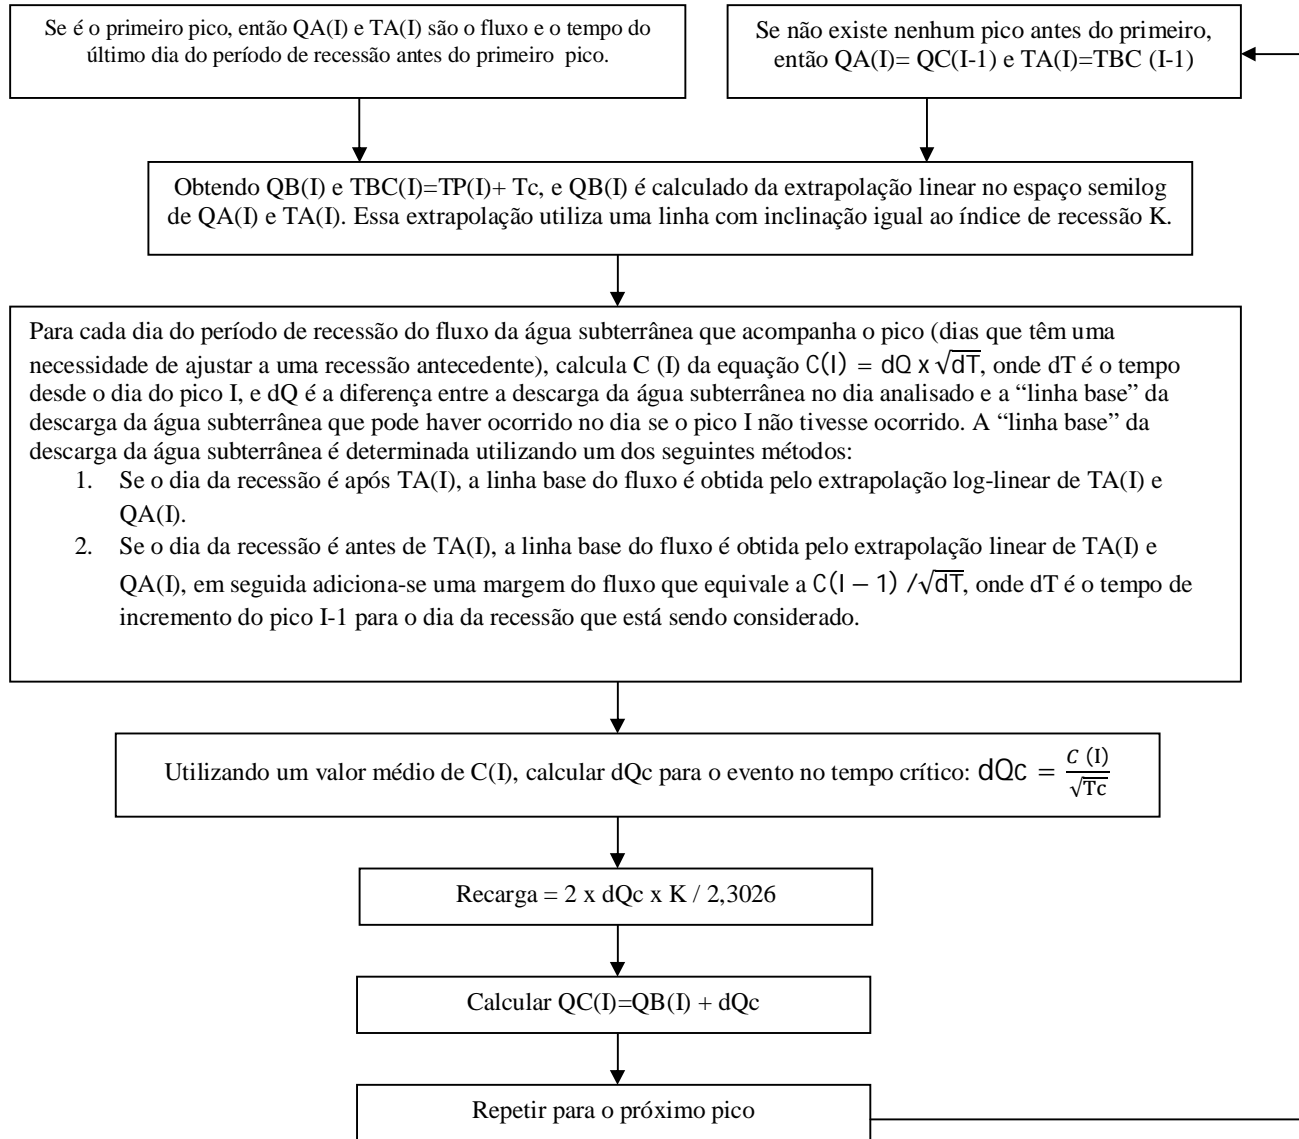 Se é o primeiro pico, então QA(I) e TA(I) são o fluxo e o tempo do
último dia do período de recessão antes do primeiro pico.
Se não existe nenhum pico antes do primeiro,
então QA(I)= QC(I-1) e TA(I)=TBC (I-1)
Obtendo QB(I) e TBC(I)=TP(I)+ Tc, e QB(I) é calculado da extrapolação linear no espaço semilog
de QA(I) e TA(I). Essa extrapolação utiliza uma linha com inclinação igual ao índice de recessão K.
Para cada dia do período de recessão do fluxo da água subterrânea que acompanha o pico (dias que têm uma
necessidade de ajustar a uma recessão antecedente), calcula C (I) da equação C(I) = dQ x √dT, onde dT é o tempo
desde o dia do pico I, e dQ é a diferença entre a descarga da água subterrânea no dia analisado e a “linha base” da
descarga da água subterrânea que pode haver ocorrido no dia se o pico I não tivesse ocorrido. A “linha base” da
descarga da água subterrânea é determinada utilizando um dos seguintes métodos:
1. Se o dia da recessão é após TA(I), a linha base do fluxo é obtida pelo extrapolação log-linear de TA(I) e
QA(I).
2. Se o dia da recessão é antes de TA(I), a linha base do fluxo é obtida pelo extrapolação linear de TA(I) e
QA(I), em seguida adiciona-se uma margem do fluxo que equivale a C(I − 1) /√dT, onde dT é o tempo de
incremento do pico I-1 para o dia da recessão que está sendo considerado.
Utilizando um valor médio de C(I), calcular dQc para o evento no tempo crítico: dQc = C (I)/√Tc
Recarga = 2 x dQc x K / 2,3026
Calcular QC(I)=QB(I) + dQc
Repetir para o próximo pico